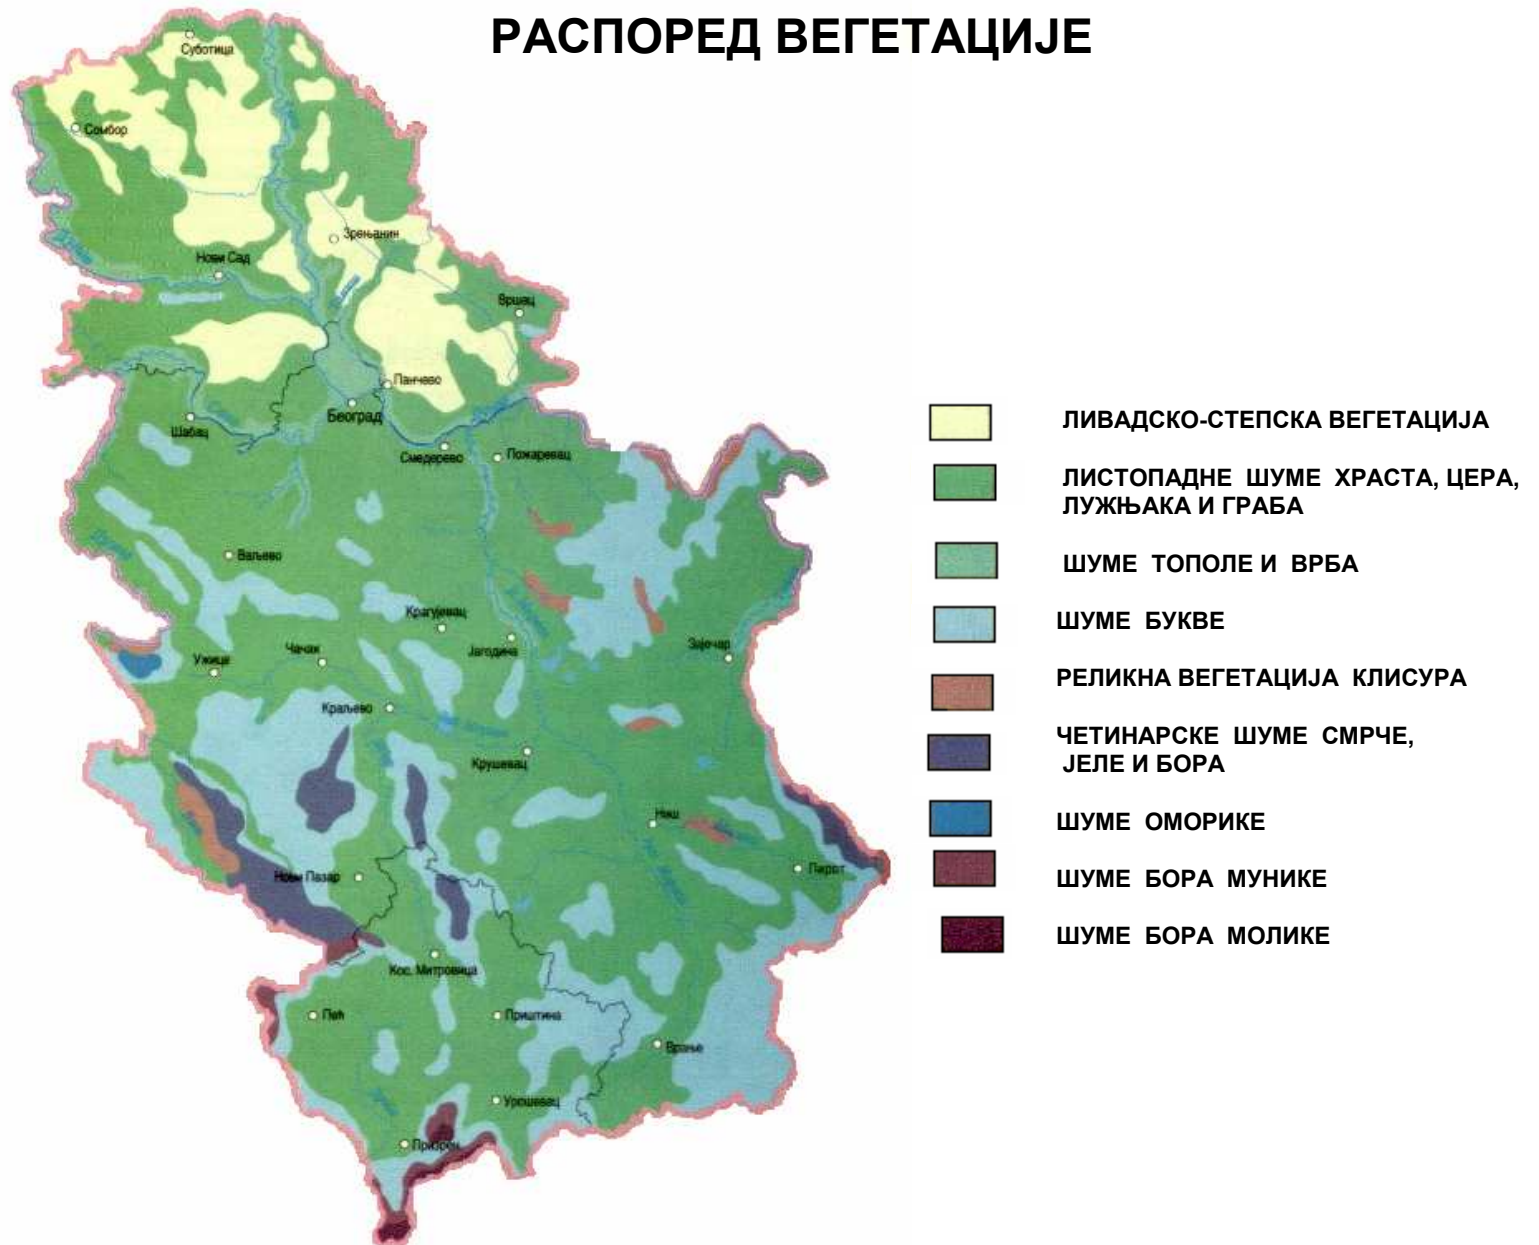 РАСПОРЕД ВЕГЕТАЦИЈЕ
Суботица
Сомбор
Зрењанин
Нови Сад
Вршац
Панчево
Београд
Шабац
Смедерево
Пожаревац
Ваљево
Крагујевац
Јагодина
Зајечар
Чачак
Ужице
Краљево
Крушевац
Ниш
Пирот
Нови Пазар
Кос. Митровица
Пећ
Приштина
Врање
Урошевац
Призрен
ЛИВАДСКО-СТЕПСКА ВЕГЕТАЦИЈА
ЛИСТОПАДНЕ ШУМЕ ХРАСТА, ЦЕРА,
ЛУЖЊАКА И ГРАБА
ШУМЕ ТОПОЛЕ И ВРБА
ШУМЕ БУКВЕ
РЕЛИКНА ВЕГЕТАЦИЈА КЛИСУРА
ЧЕТИНАРСКЕ ШУМЕ СМРЧЕ,
ЈЕЛЕ И БОРА
ШУМЕ ОМОРИКЕ
ШУМЕ БОРА МУНИКЕ
ШУМЕ БОРА МОЛИКЕ